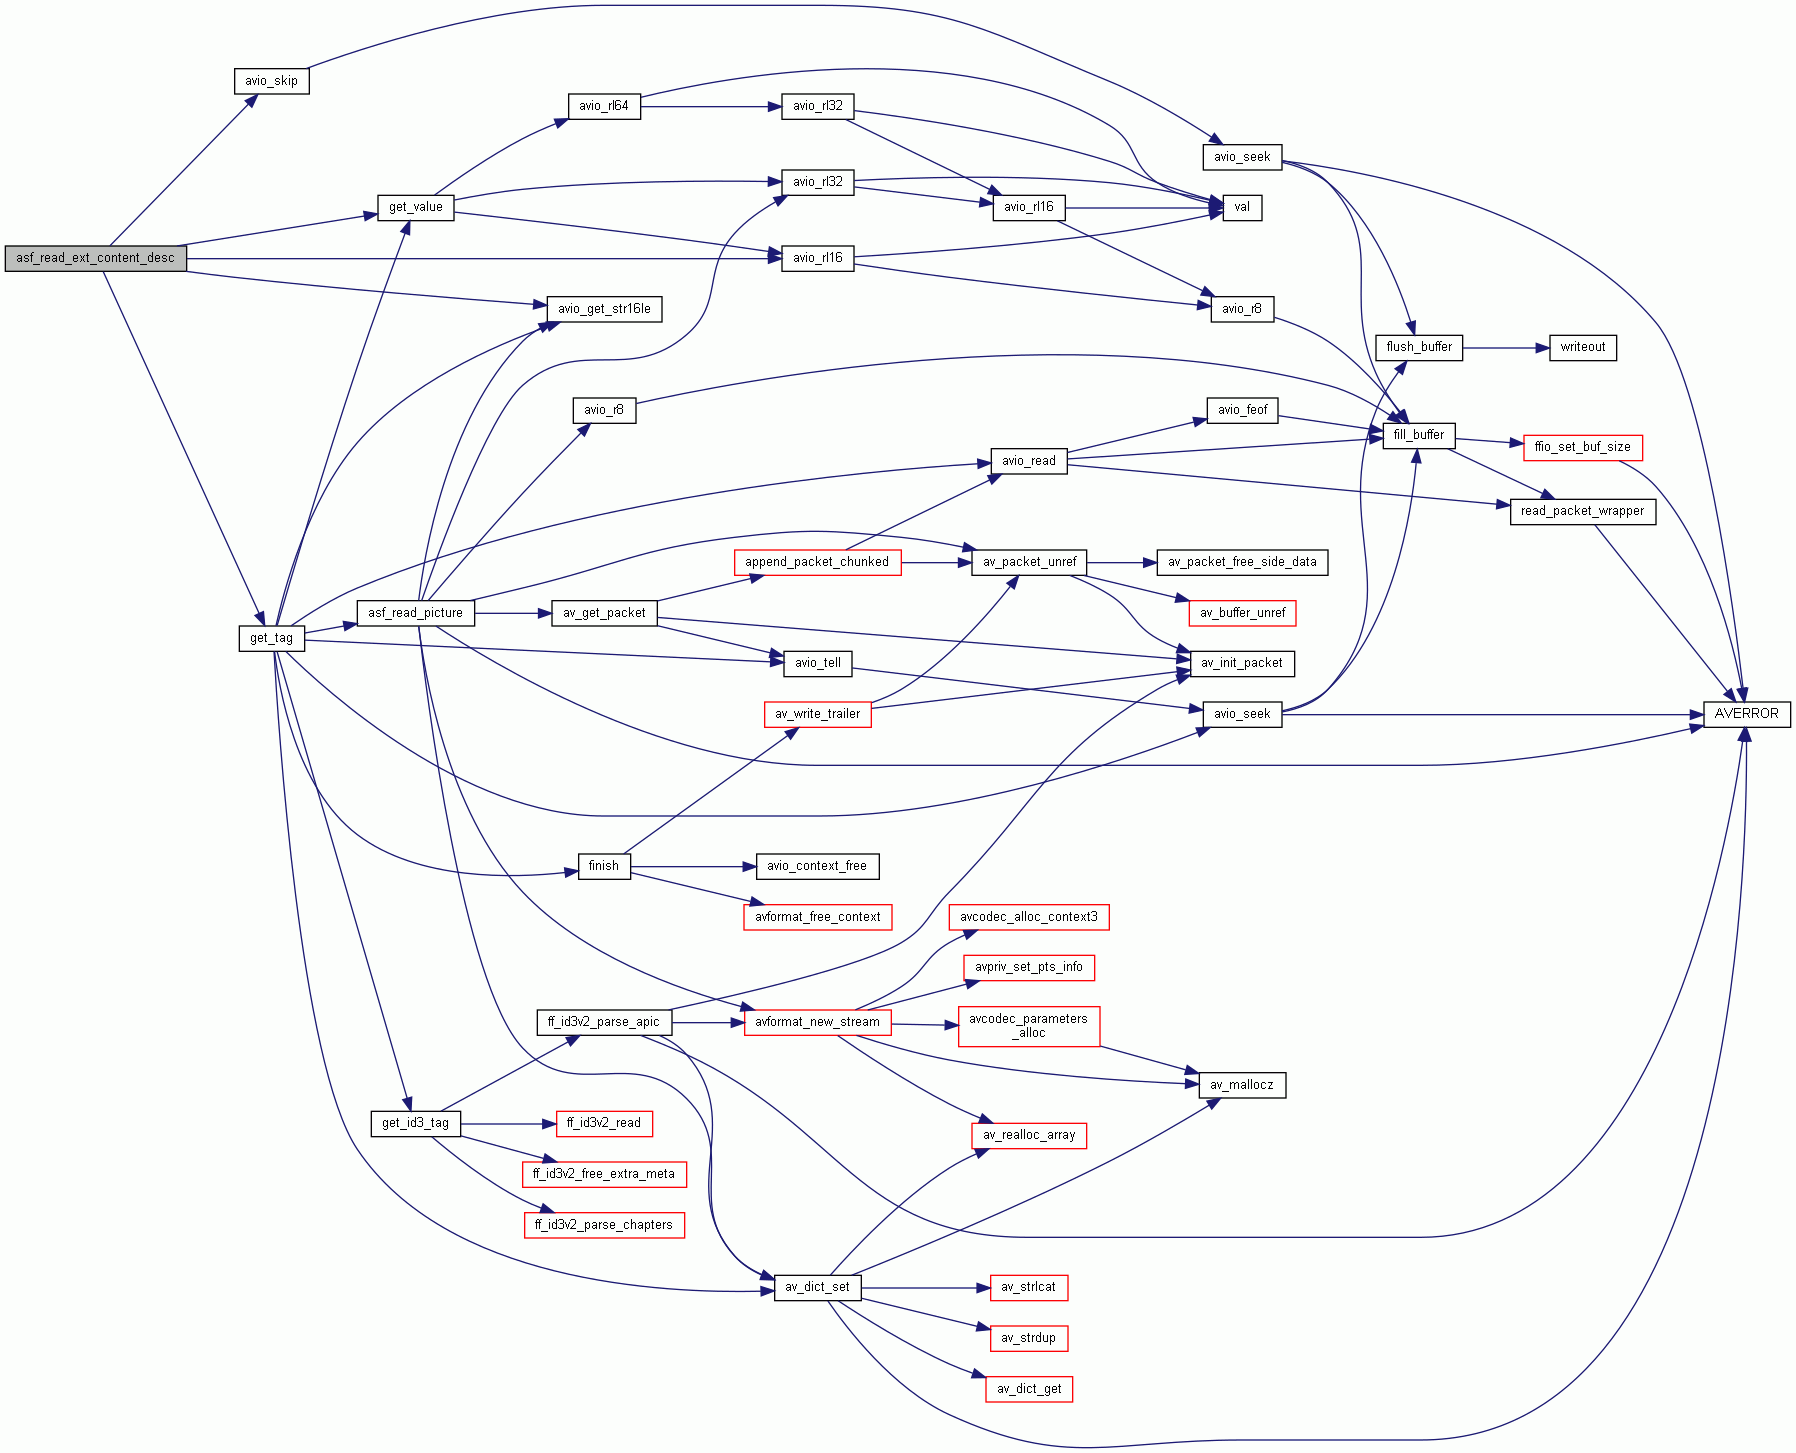 avio_skip
avio_rl64
avio_rl32
avio_seek
avio_rl32
get_value
avio_rl16
val
asf_read_ext_content_desc
avio_rl16
avio_get_str16le
avio_r8
flush_buffer
writeout
avio_r8
avio_feof
fill_buffer
ffio_set_buf_size
avio_read
read_packet_wrapper
append_packet_chunked
av_packet_unref
av_packet_free_side_data
asf_read_picture
av_get_packet
av_buffer_unref
get_tag
avio_tell
av_init_packet
av_write_trailer
avio_seek
AVERROR
finish
avio_context_free
avformat_free_context
avcodec_alloc_context3
avpriv_set_pts_info
ff_id3v2_parse_apic
avformat_new_stream
avcodec_parameters
_alloc
av_mallocz
get_id3_tag
ff_id3v2_read
av_realloc_array
ff_id3v2_free_extra_meta
ff_id3v2_parse_chapters
av_dict_set
av_strlcat
av_strdup
av_dict_get